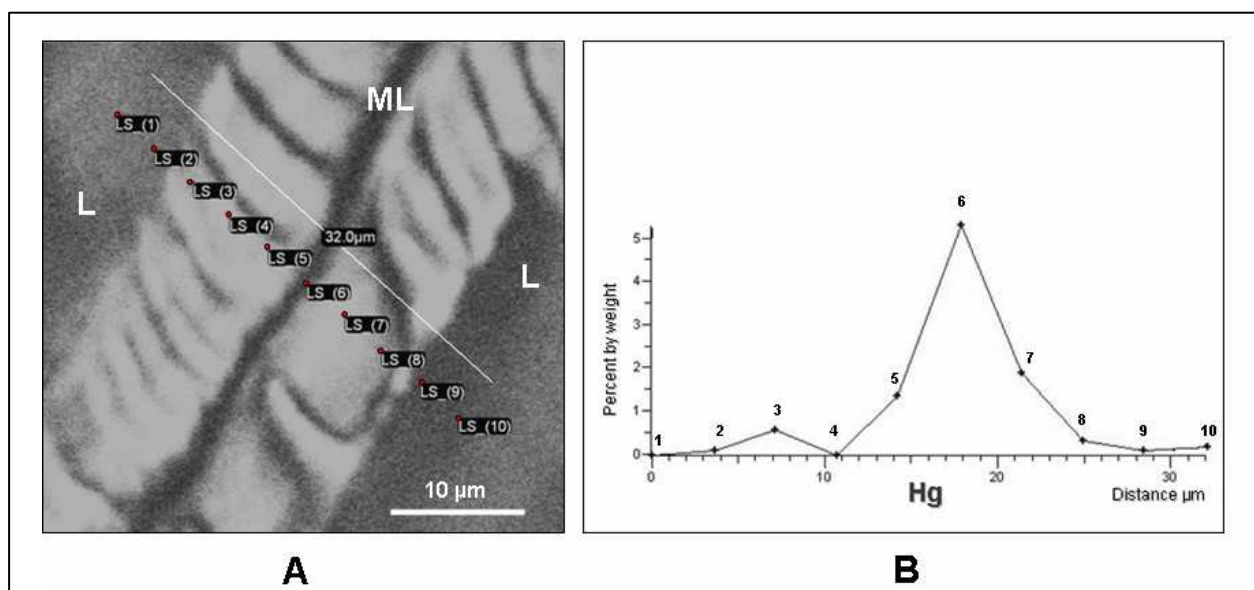 ML
LS_(1)
LS_(2)
LS_(3)
L
LS_(4)
32.0µm
LS_(5)
L
LS_(6)
LS_(7)
LS_(8)
LS_(9)
LS_(10)
10 µm
A
6
5
4
3
2
1
0
Percent by weight
1
2
3
4
5
7
8
9
10
0
10
20
30
Hg
Distance µm
B